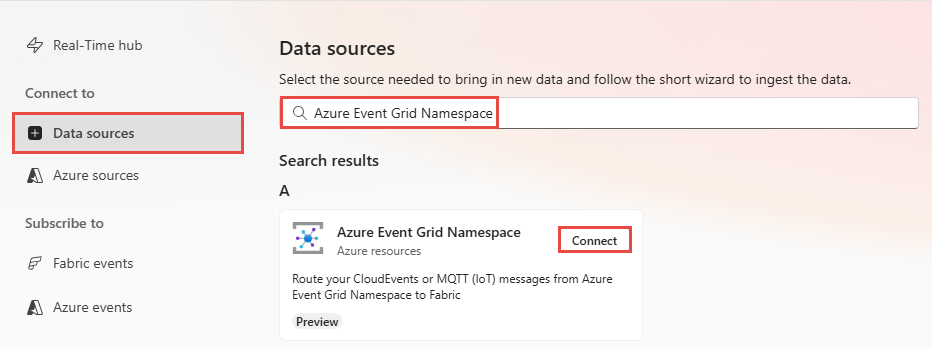 Real-Time hub
Connect to
Data sources
Azure sources
Subscribe to
Fabric events
Azure events
Data sources
Select the source needed to bring in new data and follow the short wizard to ingest the data.
Azure Event Grid Namespace
Search results
A
Azure Event Grid Namespace
Azure resources
Connect
Route your CloudEvents or MQTT (IoT) messages from Azure
Event Grid Namespace to Fabric
Preview